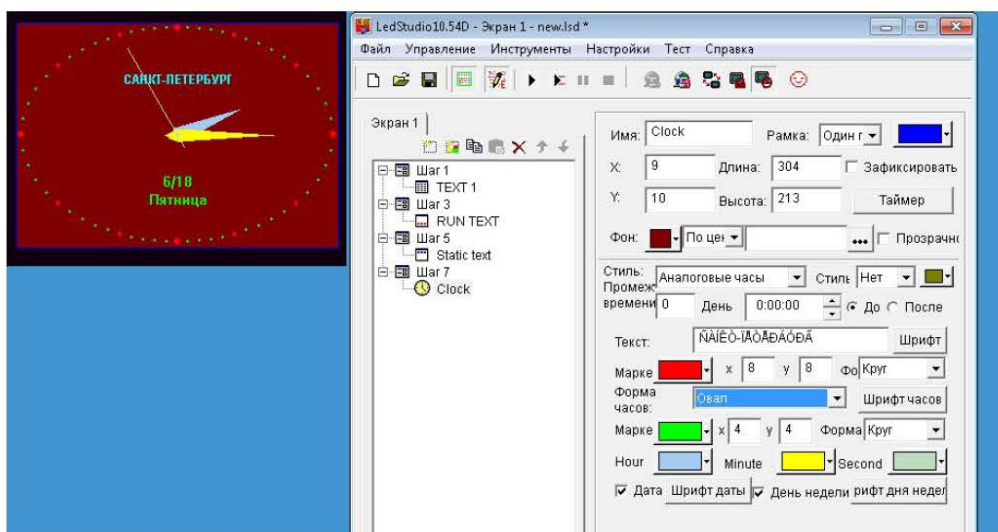 САНКТ-ПЕТЕРБУРГ
6/18
Пятница
LedStudio10.54D - Экран 1 - new.lsd *
Файл Управление Инструменты Настройки Тест Справка
Экран 1
Шаг 1
TEXT 1
Шаг 3
RUN TEXT
Шаг 5
Static text
Шаг 7
Clock
Имя: Clock Рамка: Один г
X: 9 Длина: 304 Зафиксировать
Y: 10 Высота: 213 Таймер
Фон: По цен ... Прозрачно
Стиль: Аналоговые часы Стиль Нет
Промеж
времени 0 День 0:00:00 До После
Текст: ÑÀÍÊÒ-ÏÅÒÅÐÁÓÐÃ Шрифт
Марке x 8 y 8 Фо Круг
Форма
часов: Овал Шрифт часов
Марке x 4 y 4 Форма Круг
Hour Minute Second
Дата Шрифт даты День недели рифт дня недел